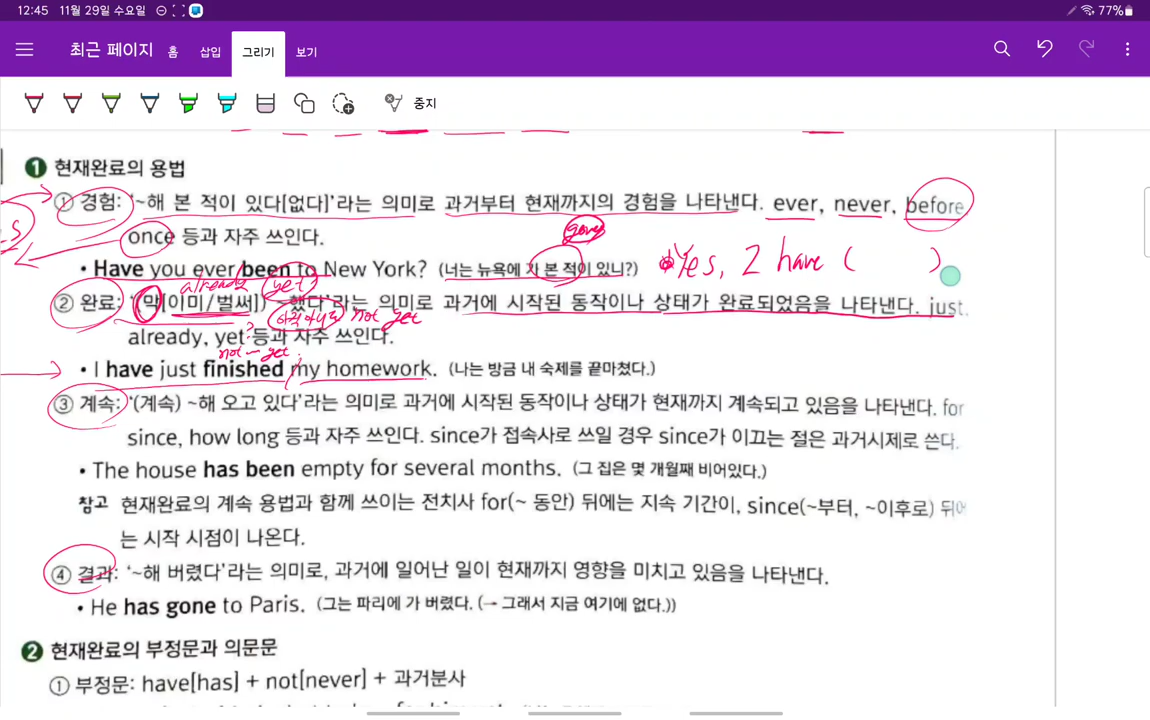 12:45 11월 29일 수요일 77%
최근 페이지 홈 삽입 그리기 보기
중지
1 현재완료의 용법
① 경험: '~해 본 적이 있다[없다]'라는 의미로 과거부터 현재까지의 경험을 나타낸다. ever, never, before
once 등과 자주 쓰인다.
gone
• Have you ever been to New York? (너는 뉴욕에 가 본 적이 있니?) Yes, I have ( )
already yet?
② 완료: '막[이미/벌써]) ~했다'라는 의미로 과거에 시작된 동작이나 상태가 완료되었음을 나타낸다. just,
not yet
already, yet 등과 자주 쓰인다.
not - yet.
• I have just finished my homework. (나는 방금 내 숙제를 끝마쳤다.)
③ 계속: '(계속) ~해 오고 있다'라는 의미로 과거에 시작된 동작이나 상태가 현재까지 계속되고 있음을 나타낸다. for
since, how long 등과 자주 쓰인다. since가 접속사로 쓰일 경우 since가 이끄는 절은 과거시제로 쓴다.
• The house has been empty for several months. (그 집은 몇 개월째 비어있다.)
참고 현재완료의 계속 용법과 함께 쓰이는 전치사 for(~ 동안) 뒤에는 지속 기간이, since(~부터, ~이후로) 뒤에
는 시작 시점이 나온다.
④ 결과: '~해 버렸다'라는 의미로, 과거에 일어난 일이 현재까지 영향을 미치고 있음을 나타낸다.
• He has gone to Paris. (그는 파리에 가 버렸다. (→ 그래서 지금 여기에 없다.))
2 현재완료의 부정문과 의문문
① 부정문: have[has] + not[never] + 과거분사